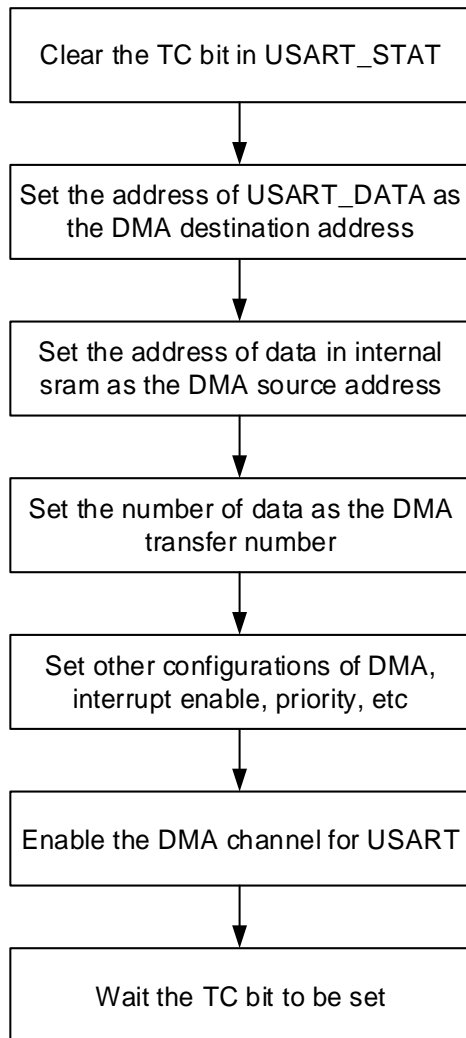 Clear the TC bit in USART_STAT
Set the address of USART_DATA as
the DMA destination address
Set the address of data in internal
sram as the DMA source address
Set the number of data as the DMA
transfer number
Set other configurations of DMA,
interrupt enable, priority, etc
Enable the DMA channel for USART
Wait the TC bit to be set